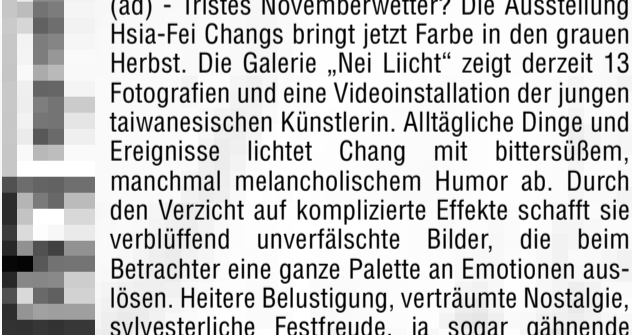 (ad) - Tristes Novemberwetter? Die Ausstellung
Hsia-Fei Changs bringt jetzt Farbe in den grauen
Herbst. Die Galerie „Nei Liicht“ zeigt derzeit 13
Fotografien und eine Videoinstallation der jungen
taiwanesischen Künstlerin. Alltägliche Dinge und
Ereignisse lichtet Chang mit bittersüßem,
manchmal melancholischem Humor ab. Durch
den Verzicht auf komplizierte Effekte schafft sie
verblüffend unverfälschte Bilder, die beim
Betrachter eine ganze Palette an Emotionen aus-
lösen. Heitere Belustigung, verträumte Nostalgie,
sylvesterliche Festfreude, ja sogar gähnende